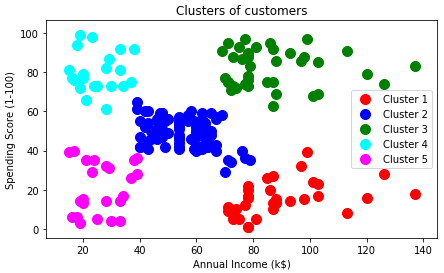 Clusters of customers
Spending Score (1-100)
100
80
60
40
20
0
Cluster 1
Cluster 2
Cluster 3
Cluster 4
Cluster 5
20 40 60 80 100 120 140
Annual Income (k$)